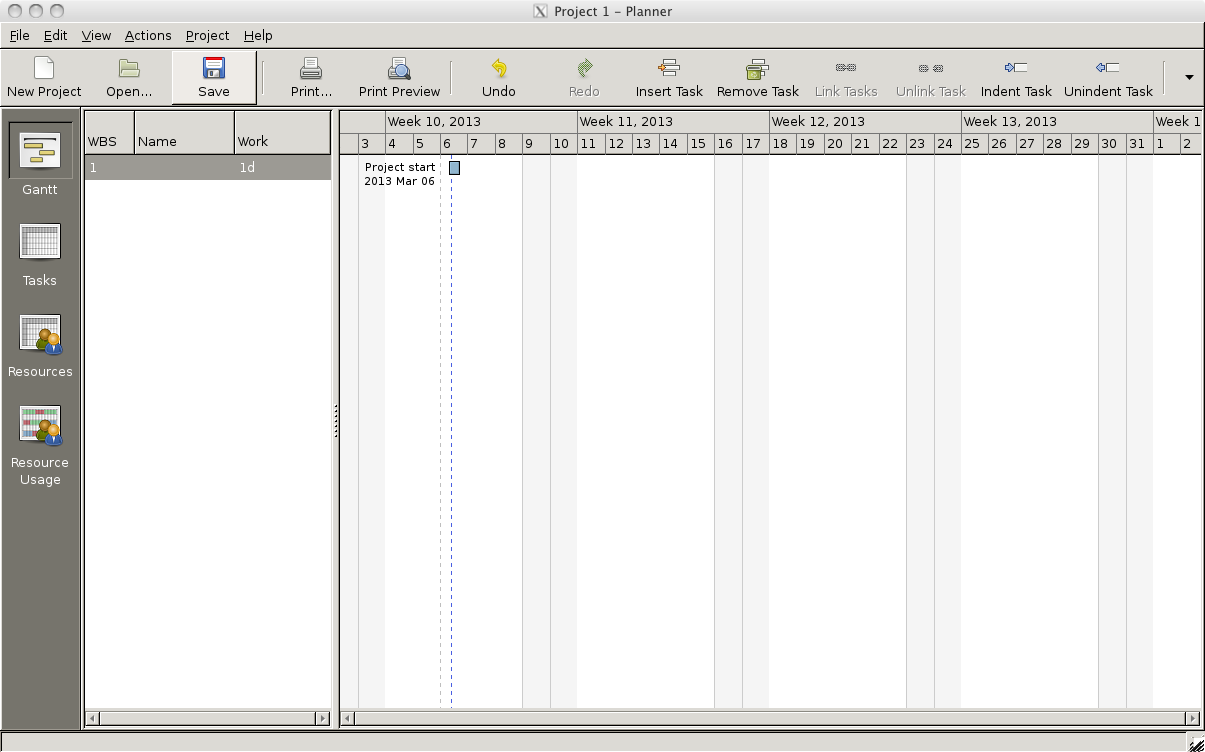 Project 1 – Planner
File Edit View Actions Project Help
New Project Open... Save Print... Print Preview Undo Redo Insert Task Remove Task Link Tasks Unlink Task Indent Task Unindent Task
Week 10, 2013 Week 11, 2013 Week 12, 2013 Week 13, 2013 Week 1
WBS Name Work
3 4 5 6 7 8 9 10 11 12 13 14 15 16 17 18 19 20 21 22 23 24 25 26 27 28 29 30 31 1 2
1 1d
Project start
2013 Mar 06
Gantt
Tasks
Resources
Resource
Usage